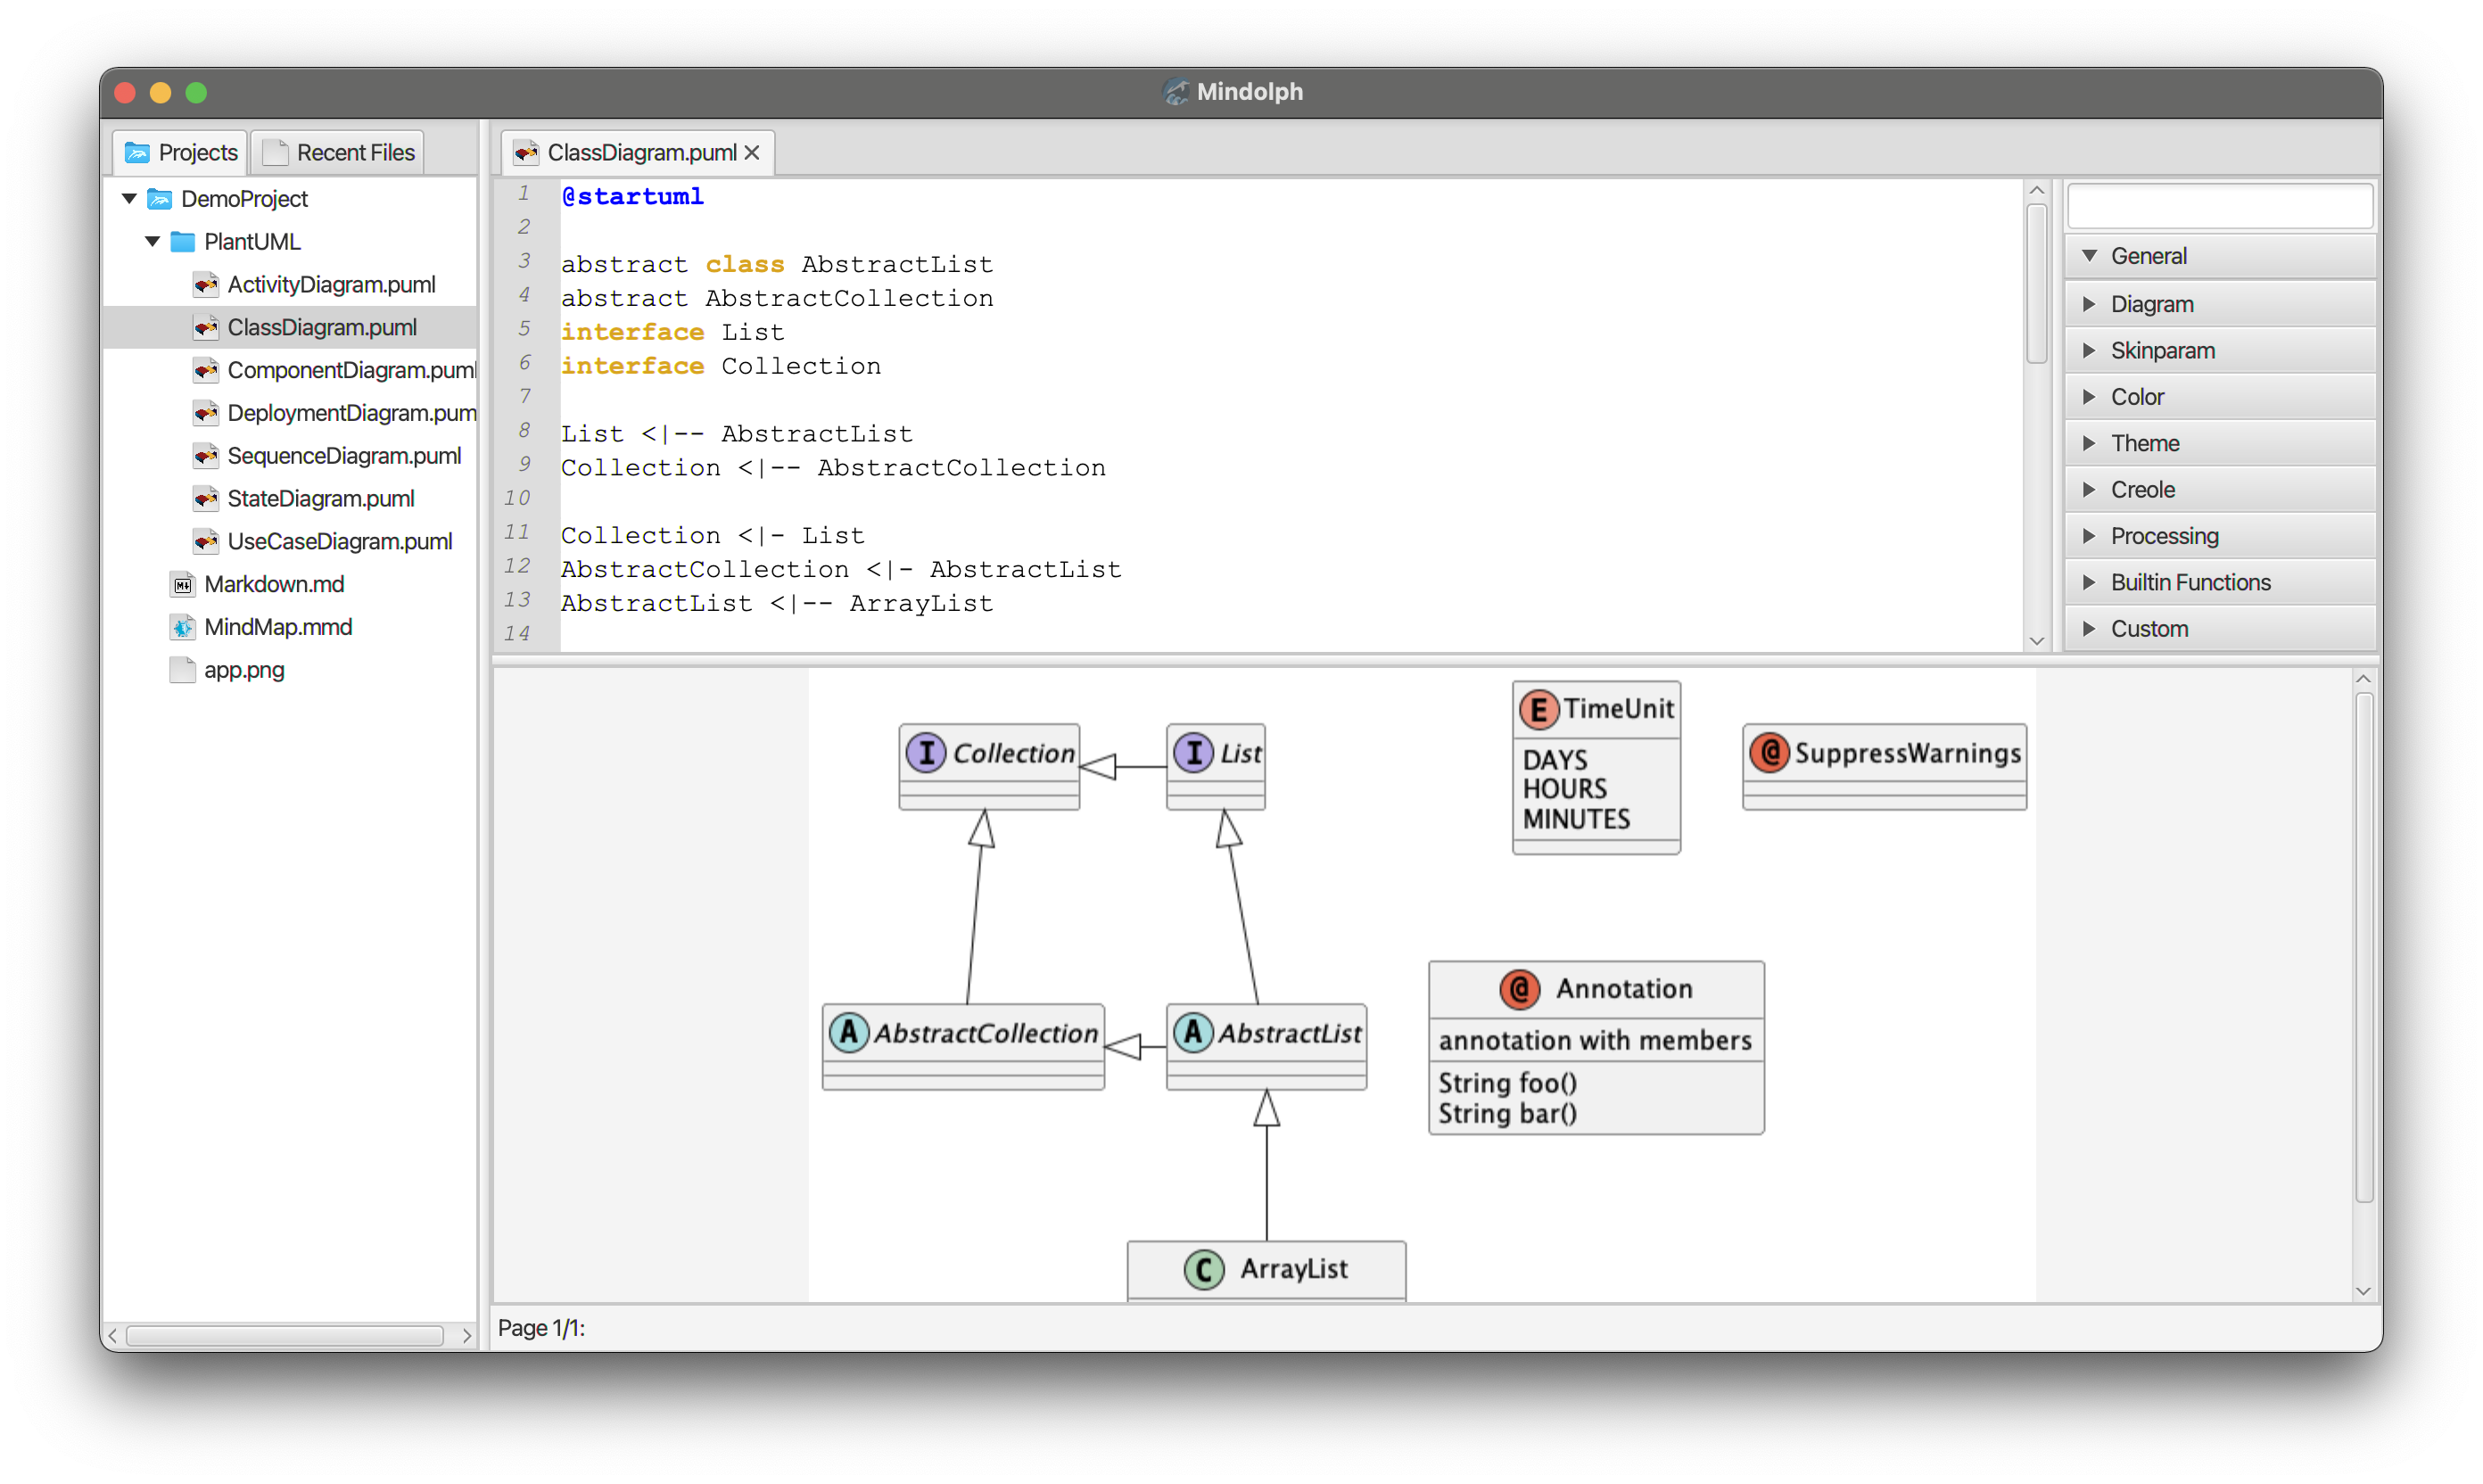 Mindolph
Projects
Recent Files
DemoProject
PlantUML
ActivityDiagram.puml
ClassDiagram.puml
ComponentDiagram.puml
DeploymentDiagram.pum
SequenceDiagram.puml
StateDiagram.puml
UseCaseDiagram.puml
Markdown.md
MindMap.mmd
app.png
ClassDiagram.puml
1 @startuml
2
3 abstract class AbstractList
4 abstract AbstractCollection
5 interface List
6 interface Collection
7
8 List <|-- AbstractList
9 Collection <|-- AbstractCollection
10
11 Collection <|- List
12 AbstractCollection <|- AbstractList
13 AbstractList <|-- ArrayList
14
General
Diagram
Skinparam
Color
Theme
Creole
Processing
Builtin Functions
Custom
I Collection
I List
E TimeUnit
DAYS
HOURS
MINUTES
@ SuppressWarnings
A AbstractCollection
A AbstractList
@ Annotation
annotation with members
String foo()
String bar()
C ArrayList
Page 1/1: